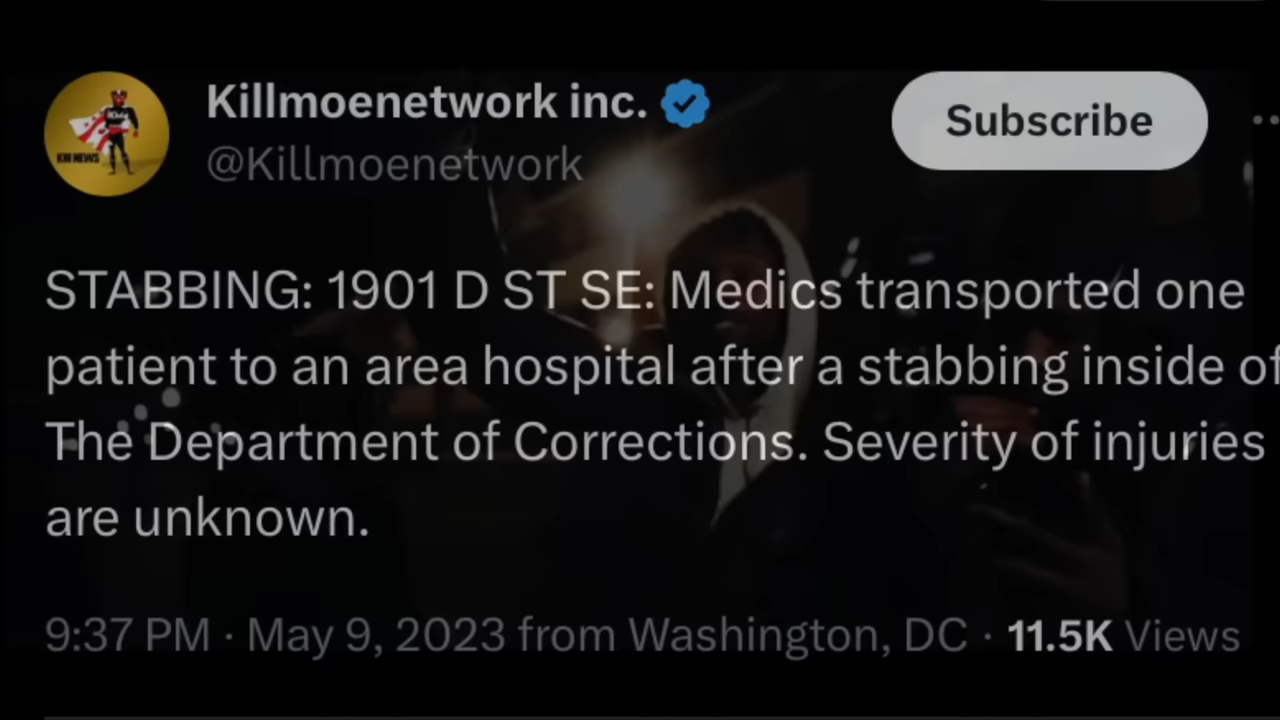 Killmoenetwork inc.
@Killmoenetwork
Subscribe
KILL NEWS
STABBING: 1901 D ST SE: Medics transported one
patient to an area hospital after a stabbing inside of
The Department of Corrections. Severity of injuries
are unknown.
9:37 PM · May 9, 2023 from Washington, DC · 11.5K Views